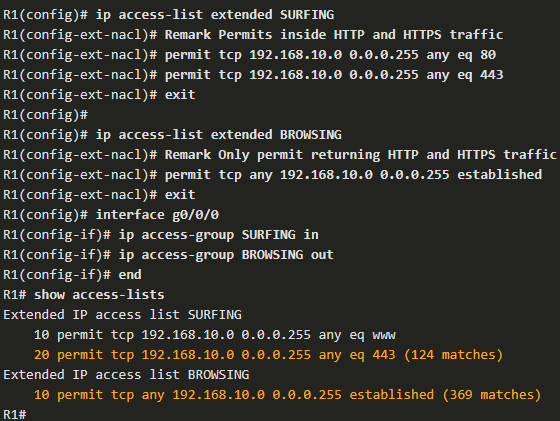 R1(config)# ip access-list extended SURFING
R1(config-ext-nacl)# Remark Permits inside HTTP and HTTPS traffic
R1(config-ext-nacl)# permit tcp 192.168.10.0 0.0.0.255 any eq 80
R1(config-ext-nacl)# permit tcp 192.168.10.0 0.0.0.255 any eq 443
R1(config-ext-nacl)# exit
R1(config)#
R1(config)# ip access-list extended BROWSING
R1(config-ext-nacl)# Remark Only permit returning HTTP and HTTPS traffic
R1(config-ext-nacl)# permit tcp any 192.168.10.0 0.0.0.255 established
R1(config-ext-nacl)# exit
R1(config)# interface g0/0/0
R1(config-if)# ip access-group SURFING in
R1(config-if)# ip access-group BROWSING out
R1(config-if)# end
R1# show access-lists
Extended IP access list SURFING
    10 permit tcp 192.168.10.0 0.0.0.255 any eq www
    20 permit tcp 192.168.10.0 0.0.0.255 any eq 443 (124 matches)
Extended IP access list BROWSING
    10 permit tcp any 192.168.10.0 0.0.0.255 established (369 matches)
R1#